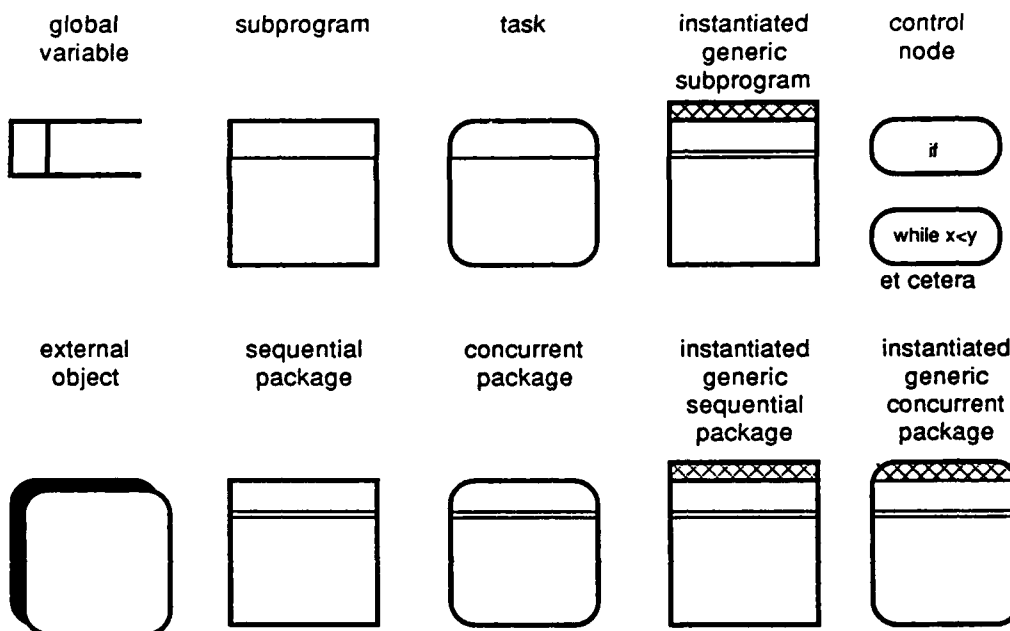 global
variable
subprogram
task
instantiated
generic
subprogram
control
node
if
while x<y
et cetera
external
object
sequential
package
concurrent
package
instantiated
generic
sequential
package
instantiated
generic
concurrent
package